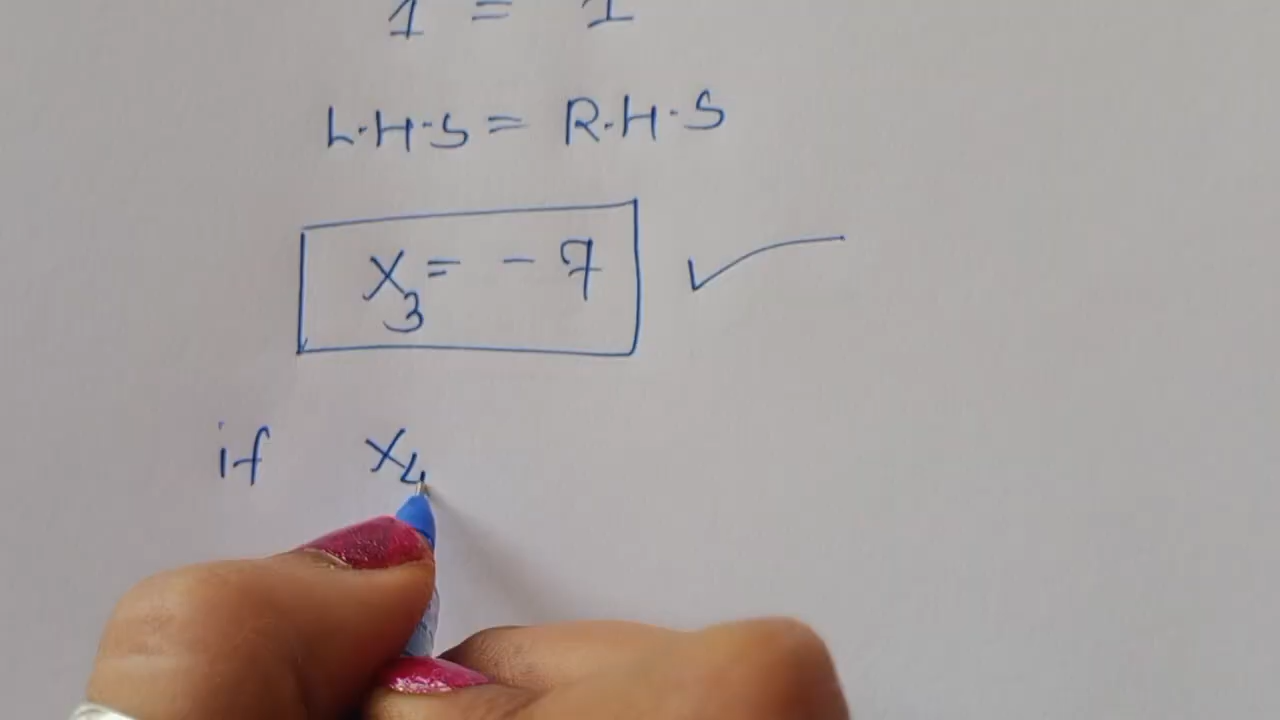 1 = 1
L.H.S = R.H.S
x₃ = - 7 ✓
if x₄